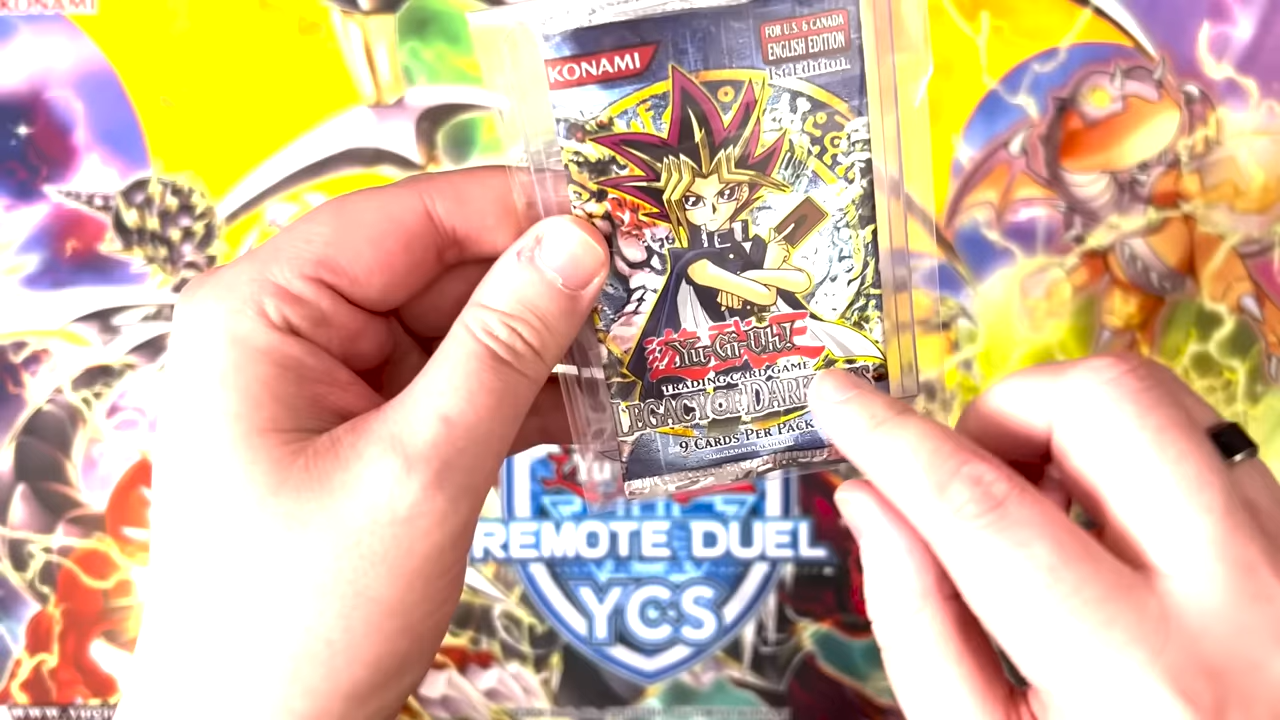 KONAMI
FOR U.S. & CANADA
ENGLISH EDITION
1st Edition
KONAMI
Yu-Gi-Oh!
TRADING CARD GAME
LEGACY OF DARK
9 CARDS PER PACK
Yu
REMOTE DUEL
YCS